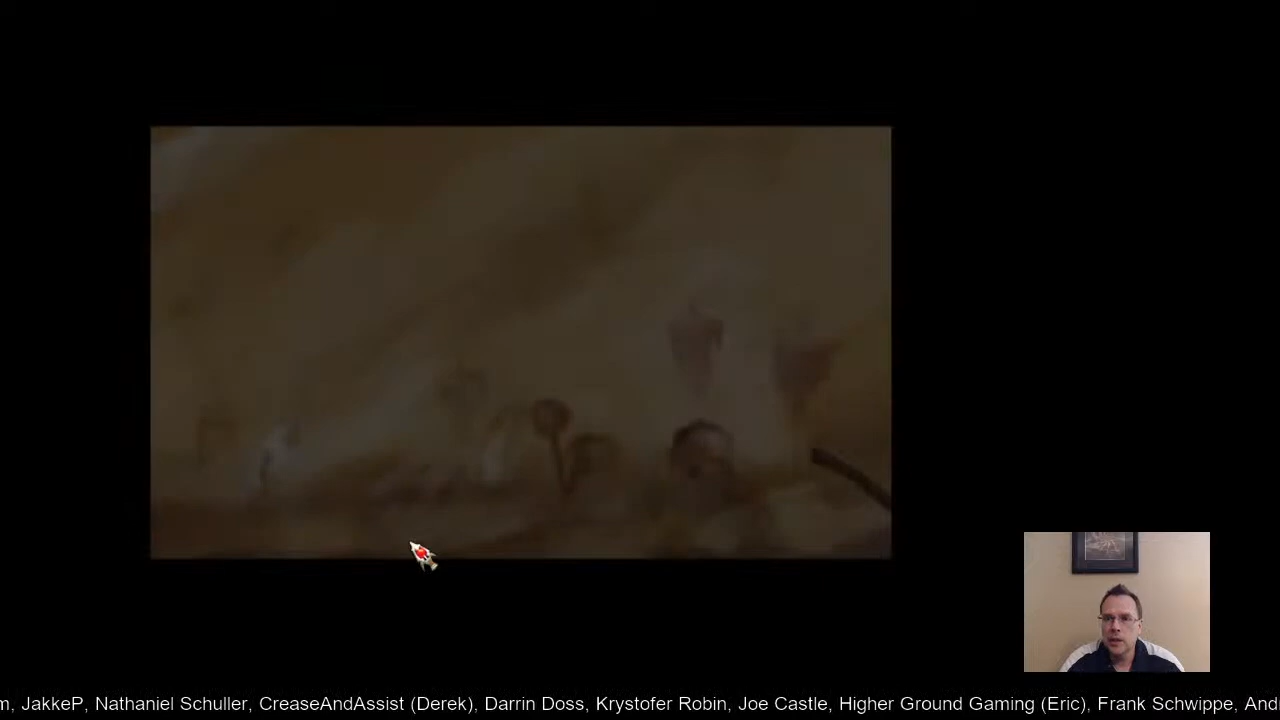 m, JakkeP, Nathaniel Schuller, CreaseAndAssist (Derek), Darrin Doss, Krystofer Robin, Joe Castle, Higher Ground Gaming (Eric), Frank Schwippe, And